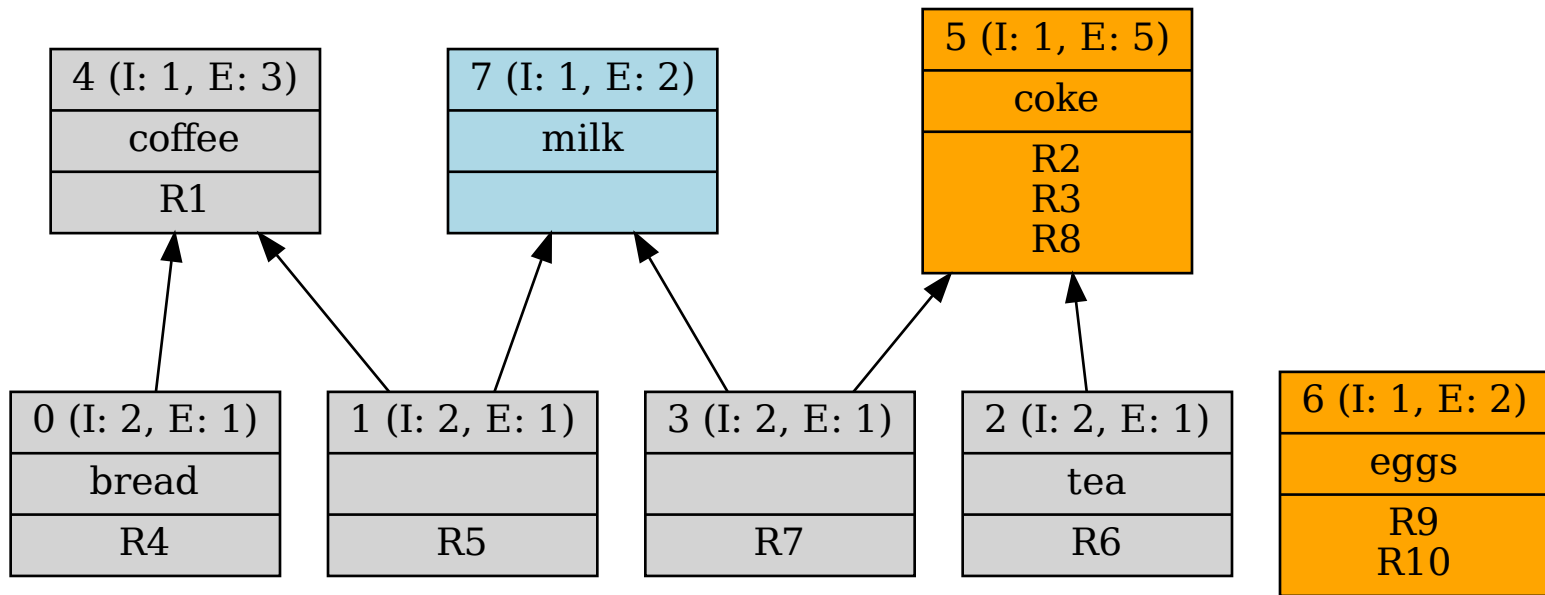 4 (I: 1, E: 3)
coffee
R1
7 (I: 1, E: 2)
milk
5 (I: 1, E: 5)
coke
R2
R3
R8
0 (I: 2, E: 1)
bread
R4
1 (I: 2, E: 1)
R5
3 (I: 2, E: 1)
R7
2 (I: 2, E: 1)
tea
R6
6 (I: 1, E: 2)
eggs
R9
R10